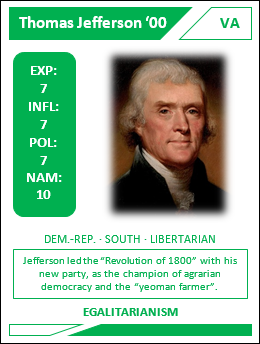 Thomas Jefferson ‘00
VA
EXP:
7
INFL:
7
POL:
7
NAM:
10
DEM.-REP. · SOUTH · LIBERTARIAN
Jefferson led the “Revolution of 1800” with his
new party, as the champion of agrarian
democracy and the “yeoman farmer”.
EGALITARIANISM